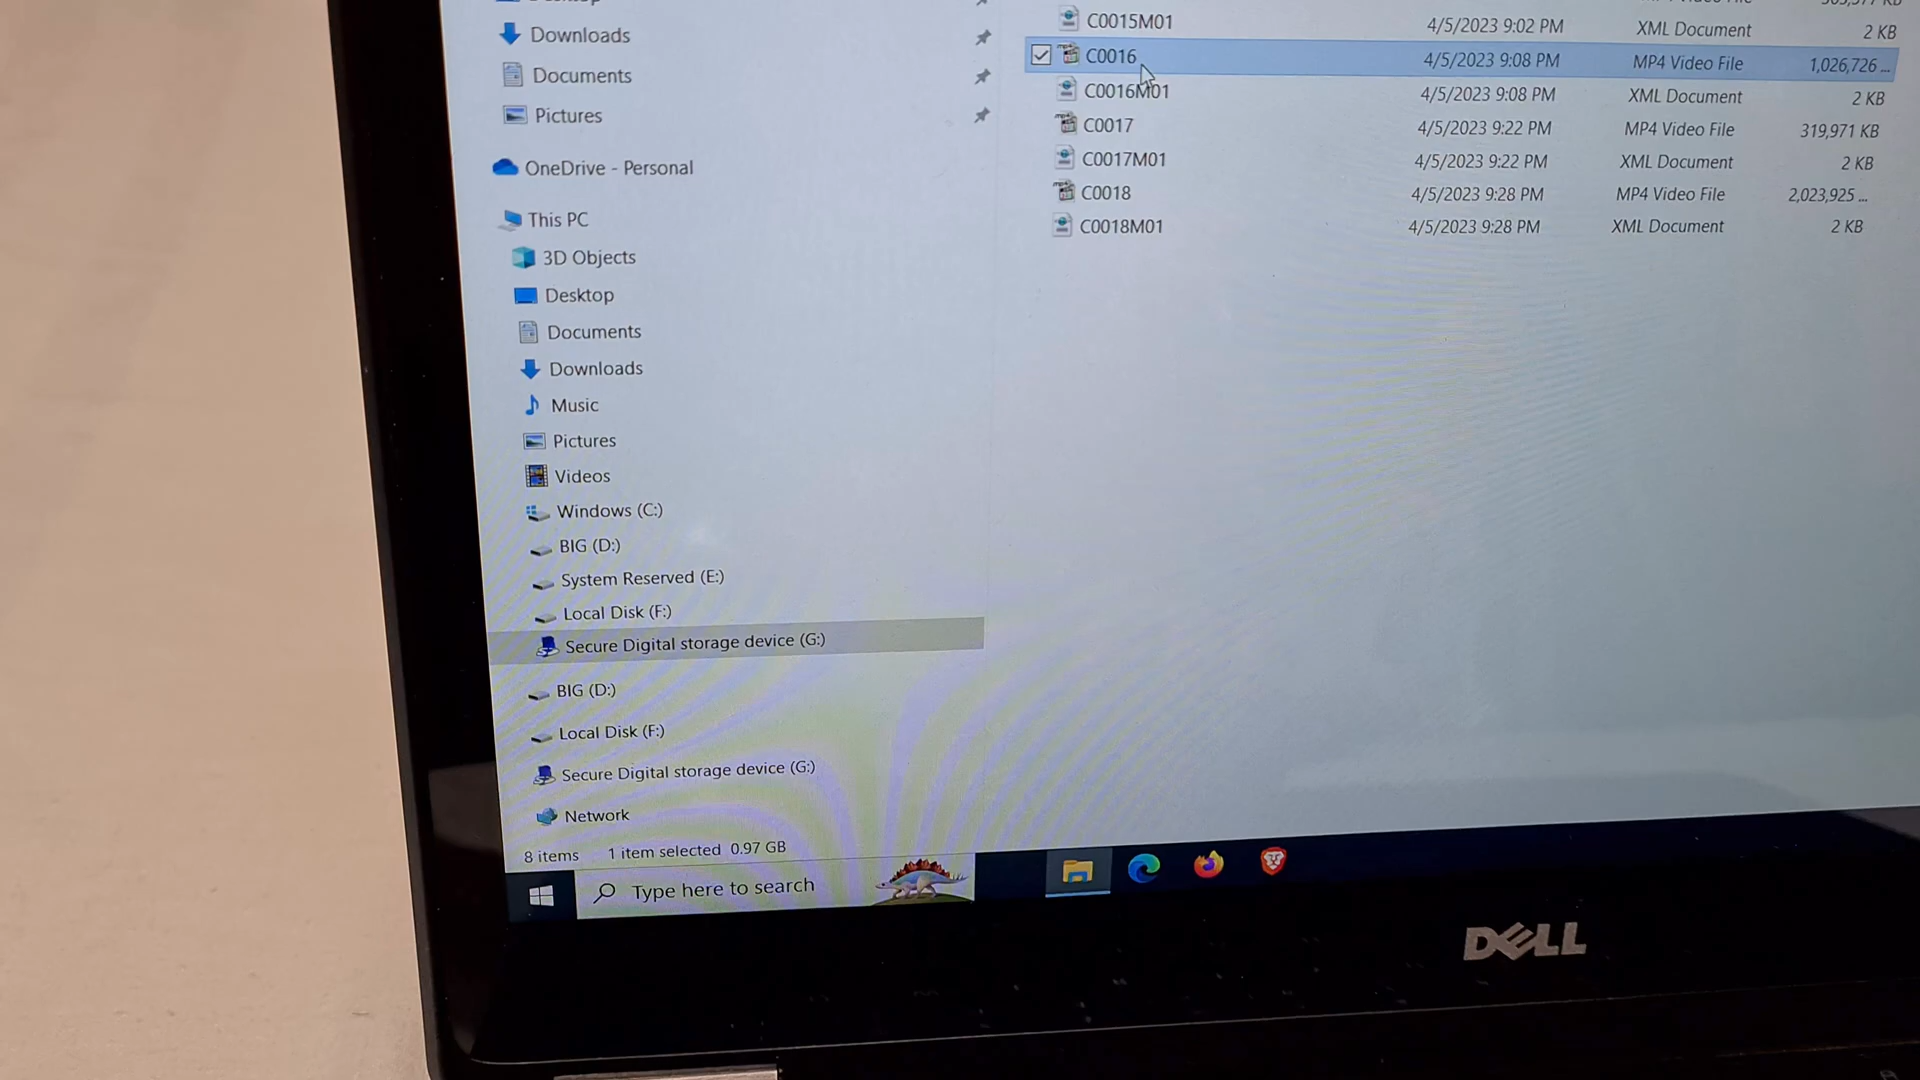 Downloads
Documents
Pictures
OneDrive - Personal
This PC
3D Objects
Desktop
Documents
Downloads
Music
Pictures
Videos
Windows (C:)
BIG (D:)
System Reserved (E:)
Local Disk (F:)
Secure Digital storage device (G:)
BIG (D:)
Local Disk (F:)
Secure Digital storage device (G:)
Network
C0015M01 4/5/2023 9:02 PM XML Document 2 KB
C0016 4/5/2023 9:08 PM MP4 Video File 1,026,726 ...
C0016M01 4/5/2023 9:08 PM XML Document 2 KB
C0017 4/5/2023 9:22 PM MP4 Video File 319,971 KB
C0017M01 4/5/2023 9:22 PM XML Document 2 KB
C0018 4/5/2023 9:28 PM MP4 Video File 2,023,925 ...
C0018M01 4/5/2023 9:28 PM XML Document 2 KB
8 items 1 item selected 0.97 GB
Type here to search
DELL